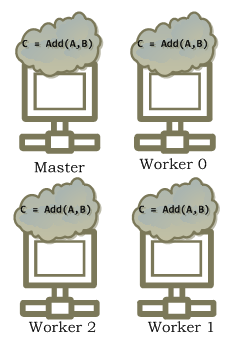 C = Add(A,B)
C = Add(A,B)
Master
Worker 0
C = Add(A,B)
C = Add(A,B)
Worker 2
Worker 1